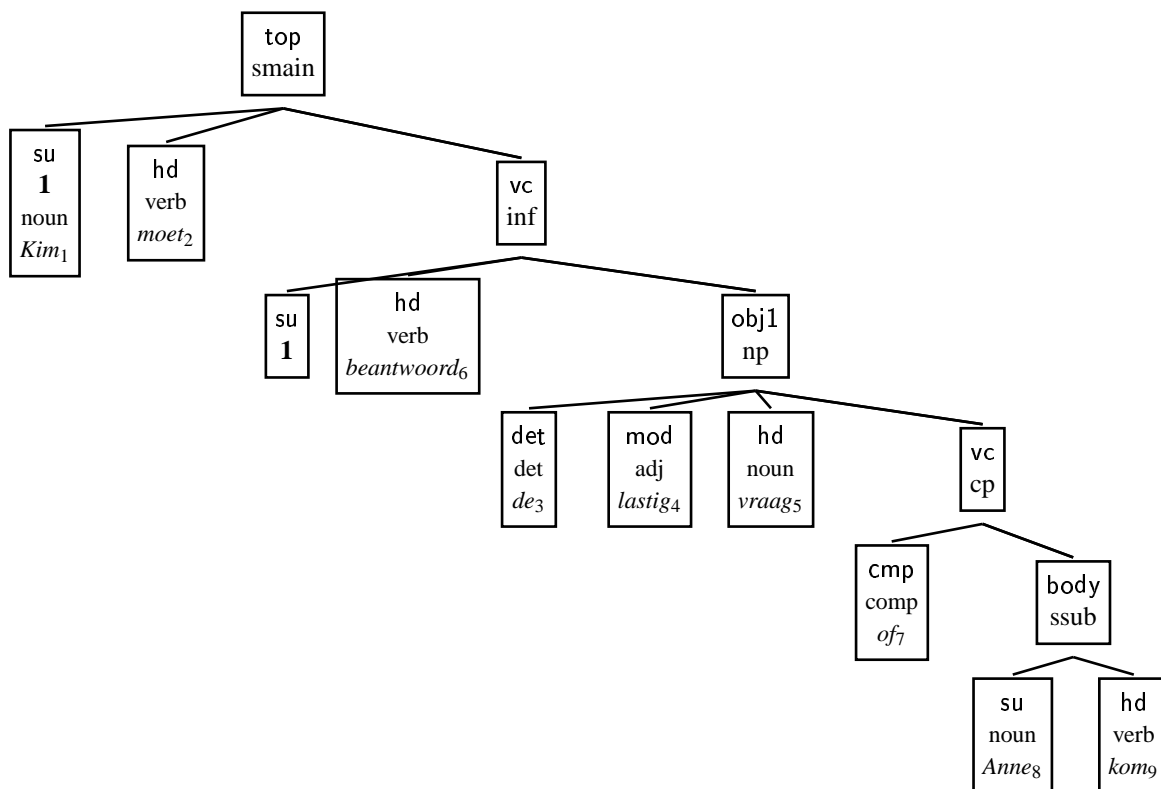 top
smain
su
1
noun
Kim1
hd
verb
moet2
vc
inf
su
1
hd
verb
beantwoord6
obj1
np
det
det
de3
mod
adj
lastig4
hd
noun
vraag5
vc
cp
cmp
comp
of7
body
ssub
su
noun
Anne8
hd
verb
kom9